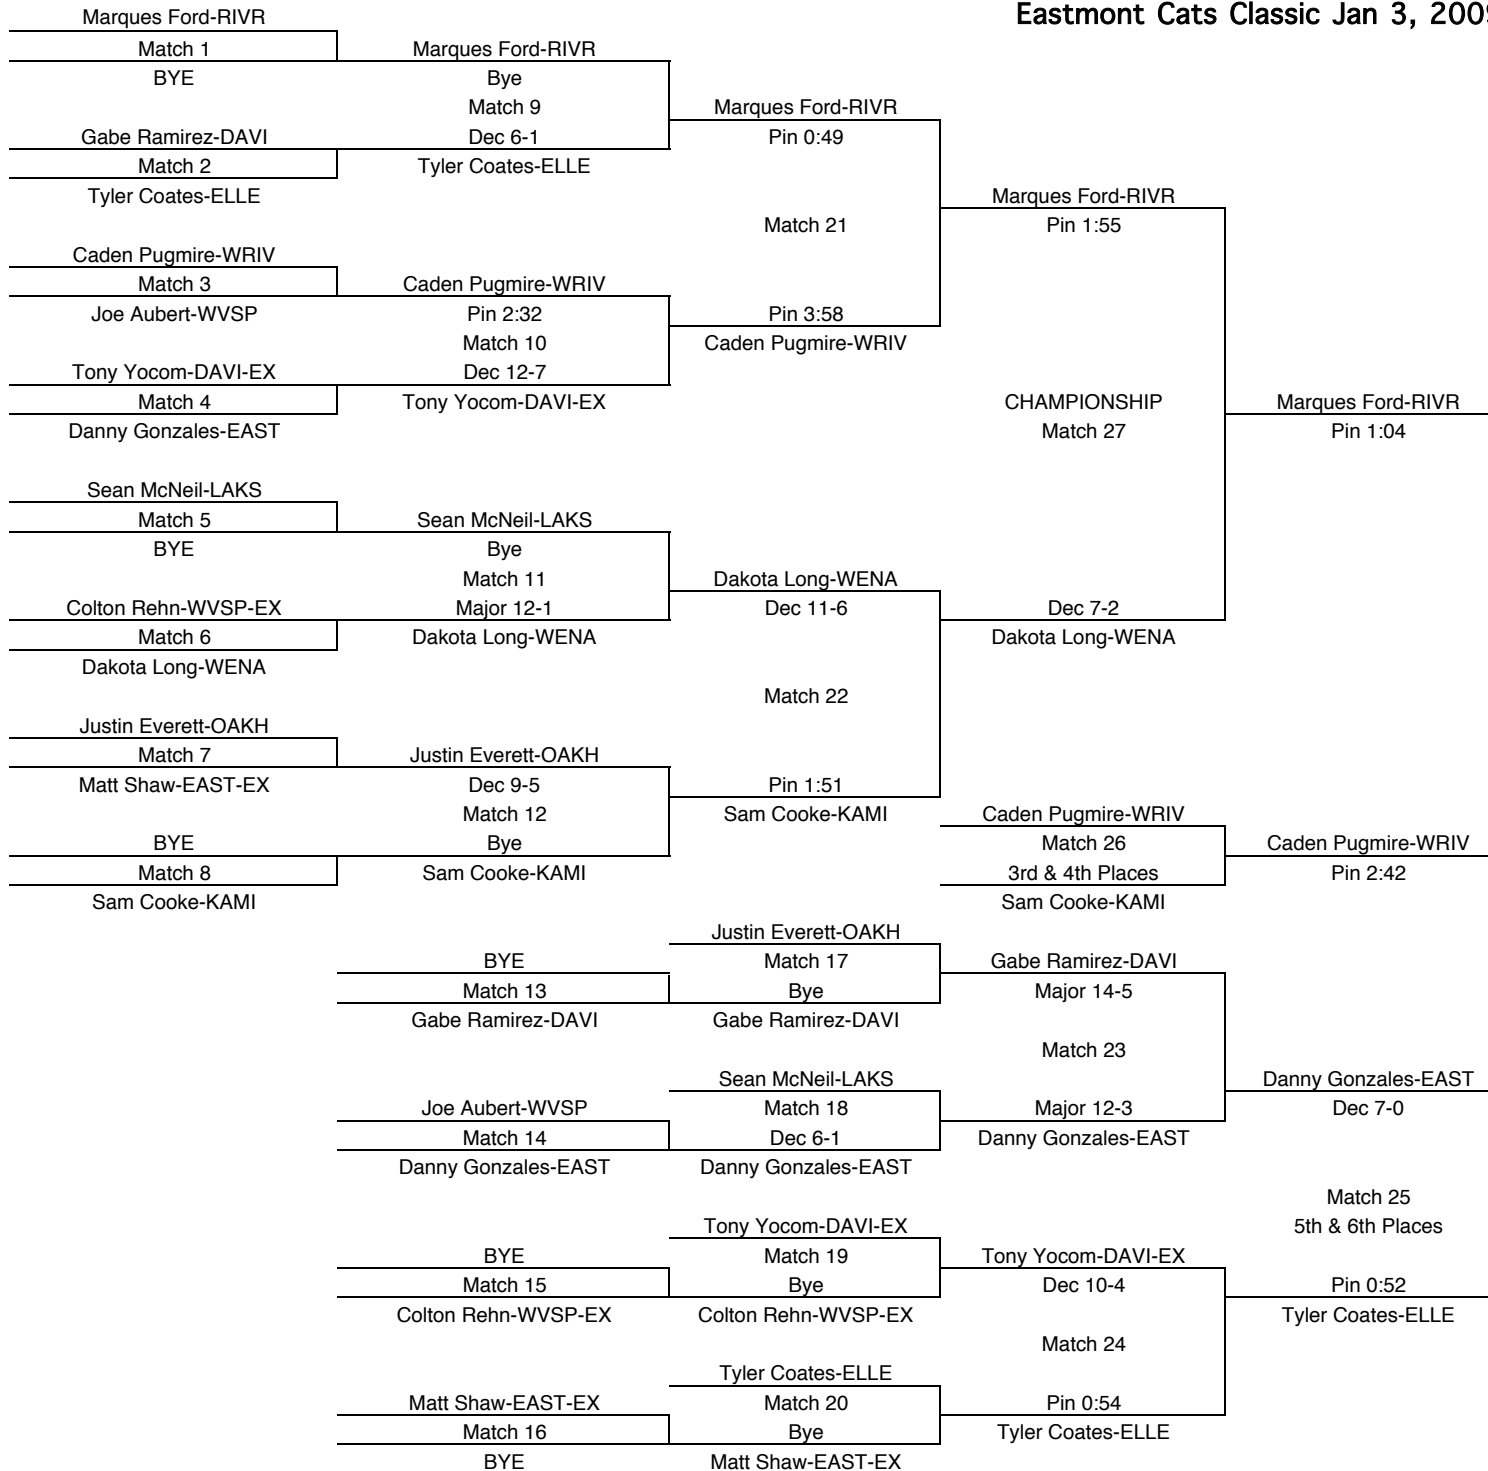 Eastmont Cats Classic Jan 3, 2009
Marques Ford-RIVR
Match 1
BYE
Gabe Ramirez-DAVI
Match 2
Tyler Coates-ELLE
Caden Pugmire-WRIV
Match 3
Joe Aubert-WVSP
Tony Yocom-DAVI-EX
Match 4
Danny Gonzales-EAST
Sean McNeil-LAKS
Match 5
BYE
Colton Rehn-WVSP-EX
Match 6
Dakota Long-WENA
Justin Everett-OAKH
Match 7
Matt Shaw-EAST-EX
BYE
Match 8
Sam Cooke-KAMI
Marques Ford-RIVR
Bye
Match 9
Dec 6-1
Tyler Coates-ELLE
Caden Pugmire-WRIV
Pin 2:32
Match 10
Dec 12-7
Tony Yocom-DAVI-EX
Sean McNeil-LAKS
Bye
Match 11
Major 12-1
Dakota Long-WENA
Justin Everett-OAKH
Dec 9-5
Match 12
Bye
Sam Cooke-KAMI
Marques Ford-RIVR
Pin 0:49
Match 21
Pin 3:58
Caden Pugmire-WRIV
Dakota Long-WENA
Dec 11-6
Match 22
Pin 1:51
Sam Cooke-KAMI
Marques Ford-RIVR
Pin 1:55
CHAMPIONSHIP
Match 27
Dec 7-2
Dakota Long-WENA
Marques Ford-RIVR
Pin 1:04
Caden Pugmire-WRIV
Match 26
3rd & 4th Places
Sam Cooke-KAMI
Caden Pugmire-WRIV
Pin 2:42
BYE
Match 13
Gabe Ramirez-DAVI
Joe Aubert-WVSP
Match 14
Danny Gonzales-EAST
BYE
Match 15
Colton Rehn-WVSP-EX
Matt Shaw-EAST-EX
Match 16
BYE
Justin Everett-OAKH
Match 17
Bye
Gabe Ramirez-DAVI
Sean McNeil-LAKS
Match 18
Dec 6-1
Danny Gonzales-EAST
Tony Yocom-DAVI-EX
Match 19
Bye
Colton Rehn-WVSP-EX
Tyler Coates-ELLE
Match 20
Bye
Matt Shaw-EAST-EX
Gabe Ramirez-DAVI
Major 14-5
Match 23
Major 12-3
Danny Gonzales-EAST
Tony Yocom-DAVI-EX
Dec 10-4
Match 24
Pin 0:54
Tyler Coates-ELLE
Danny Gonzales-EAST
Dec 7-0
Match 25
5th & 6th Places
Pin 0:52
Tyler Coates-ELLE